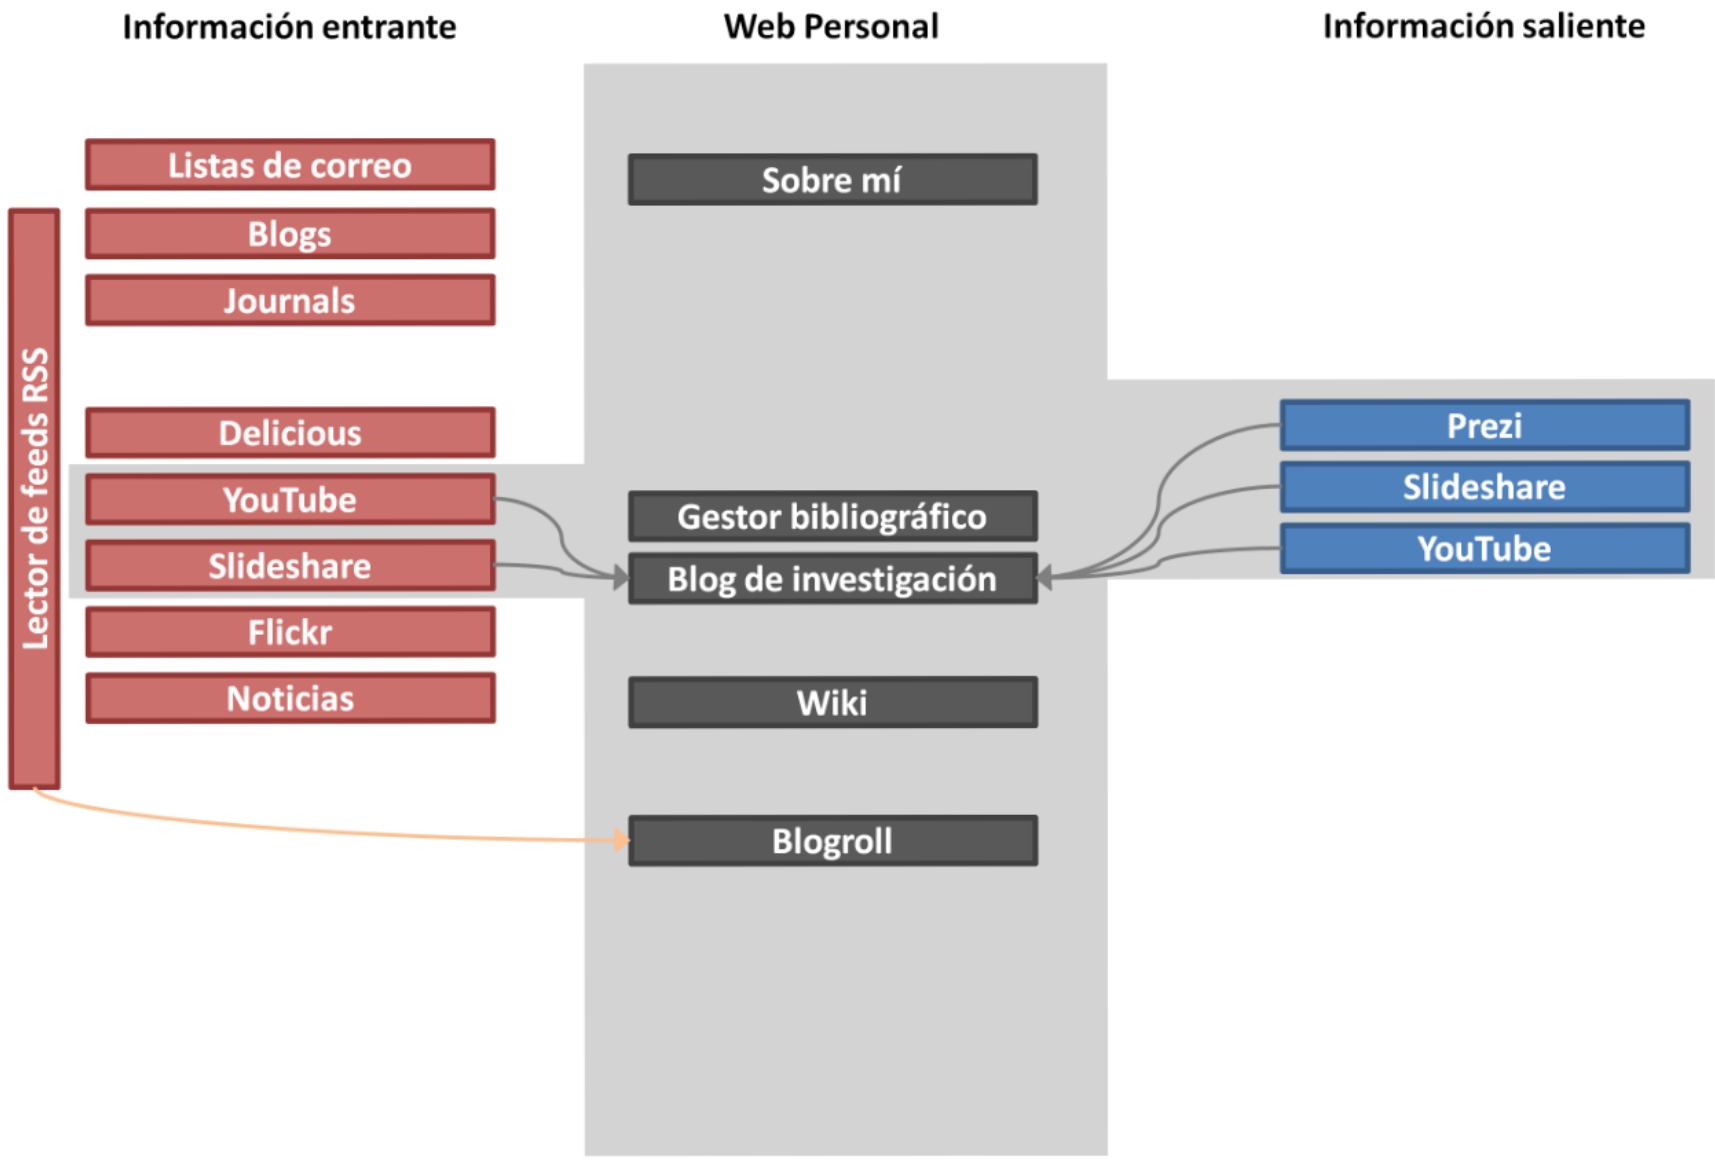 Información entrante
Web Personal
Información saliente
Lector de feeds RSS
Listas de correo
Blogs
Journals
Delicious
YouTube
Slideshare
Flickr
Noticias
Sobre mí
Gestor bibliográfico
Blog de investigación
Wiki
Blogroll
Prezi
Slideshare
YouTube